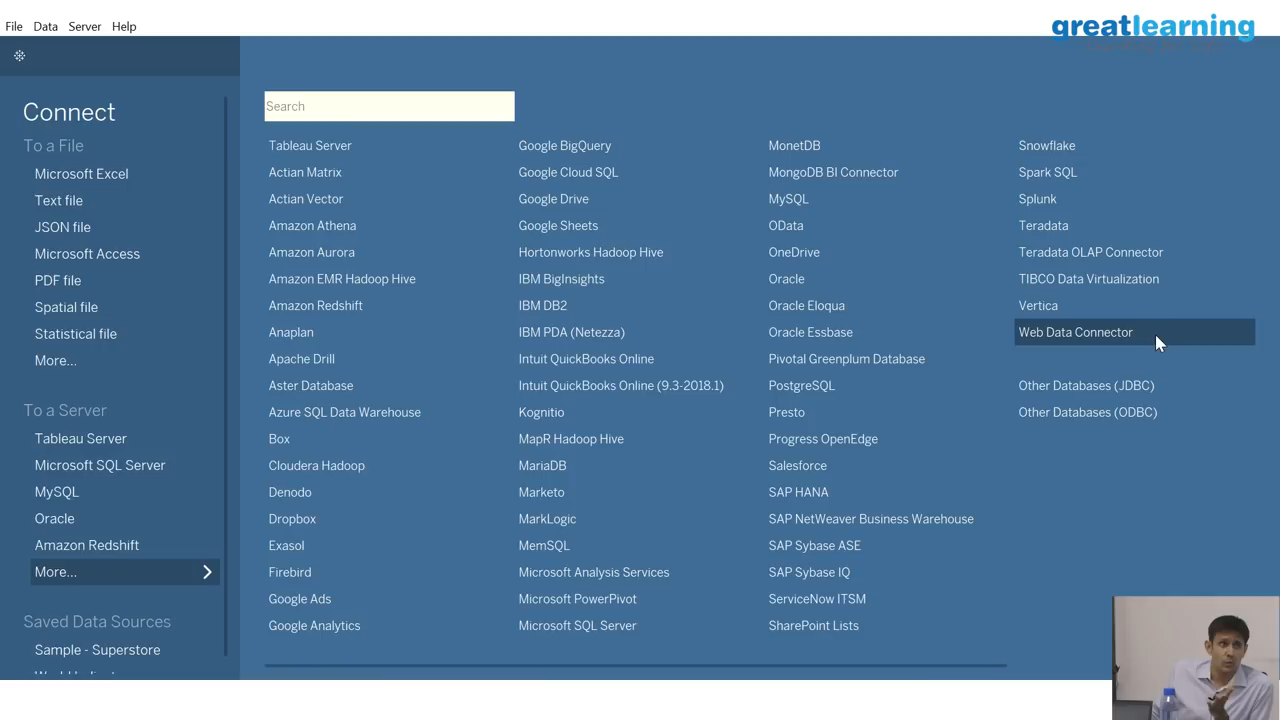 File Data Server Help
greatlearning
Connect
To a File
Microsoft Excel
Text file
JSON file
Microsoft Access
PDF file
Spatial file
Statistical file
More...
To a Server
Tableau Server
Microsoft SQL Server
MySQL
Oracle
Amazon Redshift
More...
Saved Data Sources
Sample - Superstore
Search
Tableau Server
Actian Matrix
Actian Vector
Amazon Athena
Amazon Aurora
Amazon EMR Hadoop Hive
Amazon Redshift
Anaplan
Apache Drill
Aster Database
Azure SQL Data Warehouse
Box
Cloudera Hadoop
Denodo
Dropbox
Exasol
Firebird
Google Ads
Google Analytics
Google BigQuery
Google Cloud SQL
Google Drive
Google Sheets
Hortonworks Hadoop Hive
IBM BigInsights
IBM DB2
IBM PDA (Netezza)
Intuit QuickBooks Online
Intuit QuickBooks Online (9.3-2018.1)
Kognitio
MapR Hadoop Hive
MariaDB
Marketo
MarkLogic
MemSQL
Microsoft Analysis Services
Microsoft PowerPivot
Microsoft SQL Server
MonetDB
MongoDB BI Connector
MySQL
OData
OneDrive
Oracle
Oracle Eloqua
Oracle Essbase
Pivotal Greenplum Database
PostgreSQL
Presto
Progress OpenEdge
Salesforce
SAP HANA
SAP NetWeaver Business Warehouse
SAP Sybase ASE
SAP Sybase IQ
ServiceNow ITSM
SharePoint Lists
Snowflake
Spark SQL
Splunk
Teradata
Teradata OLAP Connector
TIBCO Data Virtualization
Vertica
Web Data Connector
Other Databases (JDBC)
Other Databases (ODBC)